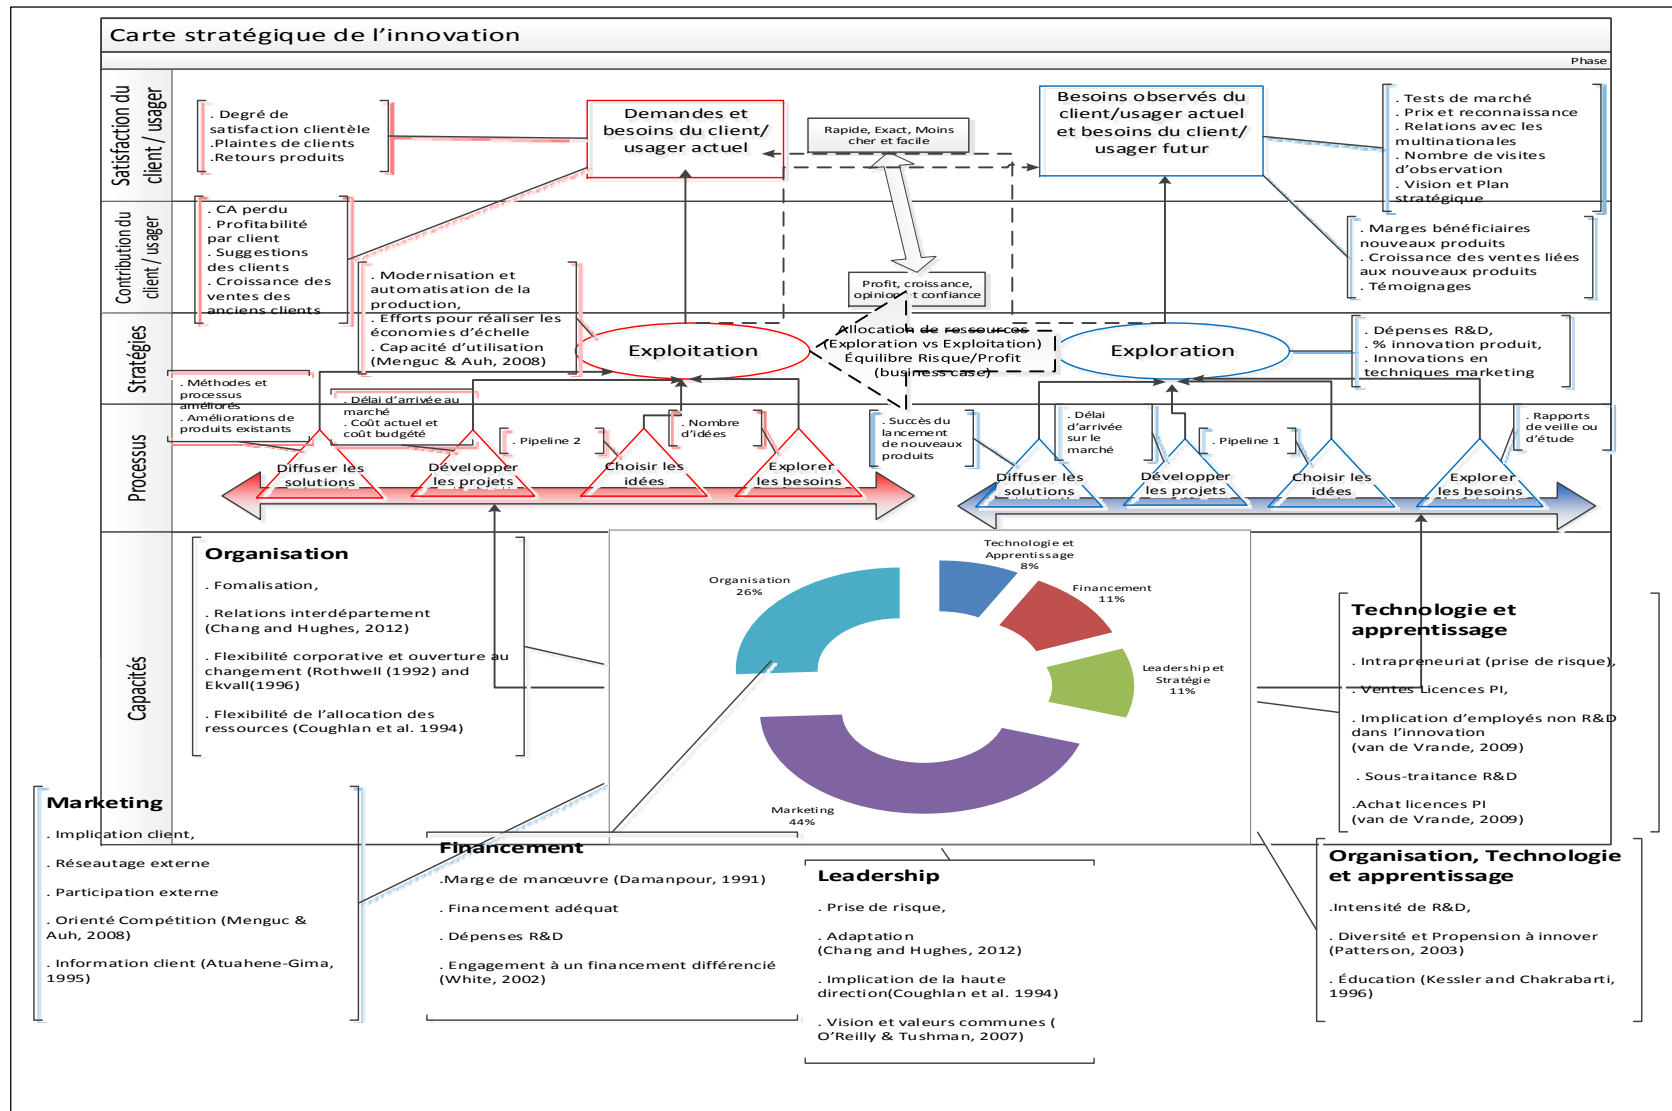 Carte stratégique de l'innovation
Phase
Satisfaction du
client / usager
. Degré de
satisfaction clientèle
.Plaintes de clients
.Retours produits
Demandes et
besoins du client/
usager actuel
Rapide, Exact, Moins
cher et facile
Besoins observés du
client/usager actuel
et besoins du client/
usager futur
. Tests de marché
. Prix et reconnaissance
. Relations avec les
multinationales
. Nombre de visites
d'observation
. Vision et Plan
stratégique
Contribution du
client / usager
. CA perdu
. Profitabilité
par client
. Suggestions
des clients
. Croissance des
ventes des
anciens clients
. Modernisation et
automatisation de la
production,
. Efforts pour réaliser les
économies d'échelle
. Capacité d'utilisation
(Menguc & Auh, 2008)
Profit, croissance,
opinion et confiance
. Marges bénéficiaires
nouveaux produits
. Croissance des ventes liées
aux nouveaux produits
. Témoignages
Stratégies
Exploitation
Allocation de ressources
(Exploration vs Exploitation)
Équilibre Risque/Profit
(business case)
Exploration
. Dépenses R&D,
. % innovation produit,
. Innovations en
techniques marketing
Processus
. Méthodes et
processus
améliorés
. Améliorations de
produits existants
. Délai d'arrivée au
marché
. Coût actuel et
coût budgété
. Pipeline 2
. Nombre
d'idées
. Succès du
lancement
de nouveaux
produits
. Délai
d'arrivée
sur le
marché
. Pipeline 1
. Rapports
de veille ou
d'étude
Diffuser les
solutions
Développer
les projets
Choisir les
idées
Explorer
les besoins
Diffuser les
solutions
Développer
les projets
Choisir les
idées
Explorer
les besoins
Capacités
Organisation
. Fomalisation,
. Relations interdépartement
(Chang and Hughes, 2012)
. Flexibilité corporative et ouverture au
changement (Rothwell (1992) and
Ekvall(1996)
. Flexibilité de l'allocation des
ressources (Coughlan et al. 1994)
Technologie et
Apprentissage
8%
Financement
11%
Leadership et
Stratégie
11%
Marketing
44%
Organisation
26%
Technologie et
apprentissage
. Intrapreneuriat (prise de risque),
. Ventes Licences PI,
. Implication d'employés non R&D
dans l'innovation
(van de Vrande, 2009)
. Sous-traitance R&D
.Achat licences PI
(van de Vrande, 2009)
Marketing
. Implication client,
. Réseautage externe
. Participation externe
. Orienté Compétition (Menguc &
Auh, 2008)
. Information client (Atuahene-Gima,
1995)
Financement
.Marge de manœuvre (Damanpour, 1991)
. Financement adéquat
. Dépenses R&D
. Engagement à un financement différencié
(White, 2002)
Leadership
. Prise de risque,
. Adaptation
(Chang and Hughes, 2012)
. Implication de la haute
direction(Coughlan et al. 1994)
. Vision et valeurs communes (
O'Reilly & Tushman, 2007)
Organisation, Technologie
et apprentissage
.Intensité de R&D,
. Diversité et Propension à innover
(Patterson, 2003)
. Éducation (Kessler and Chakrabarti,
1996)